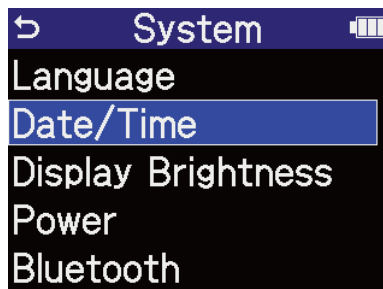 System
Language
Date/Time
Display Brightness
Power
Bluetooth